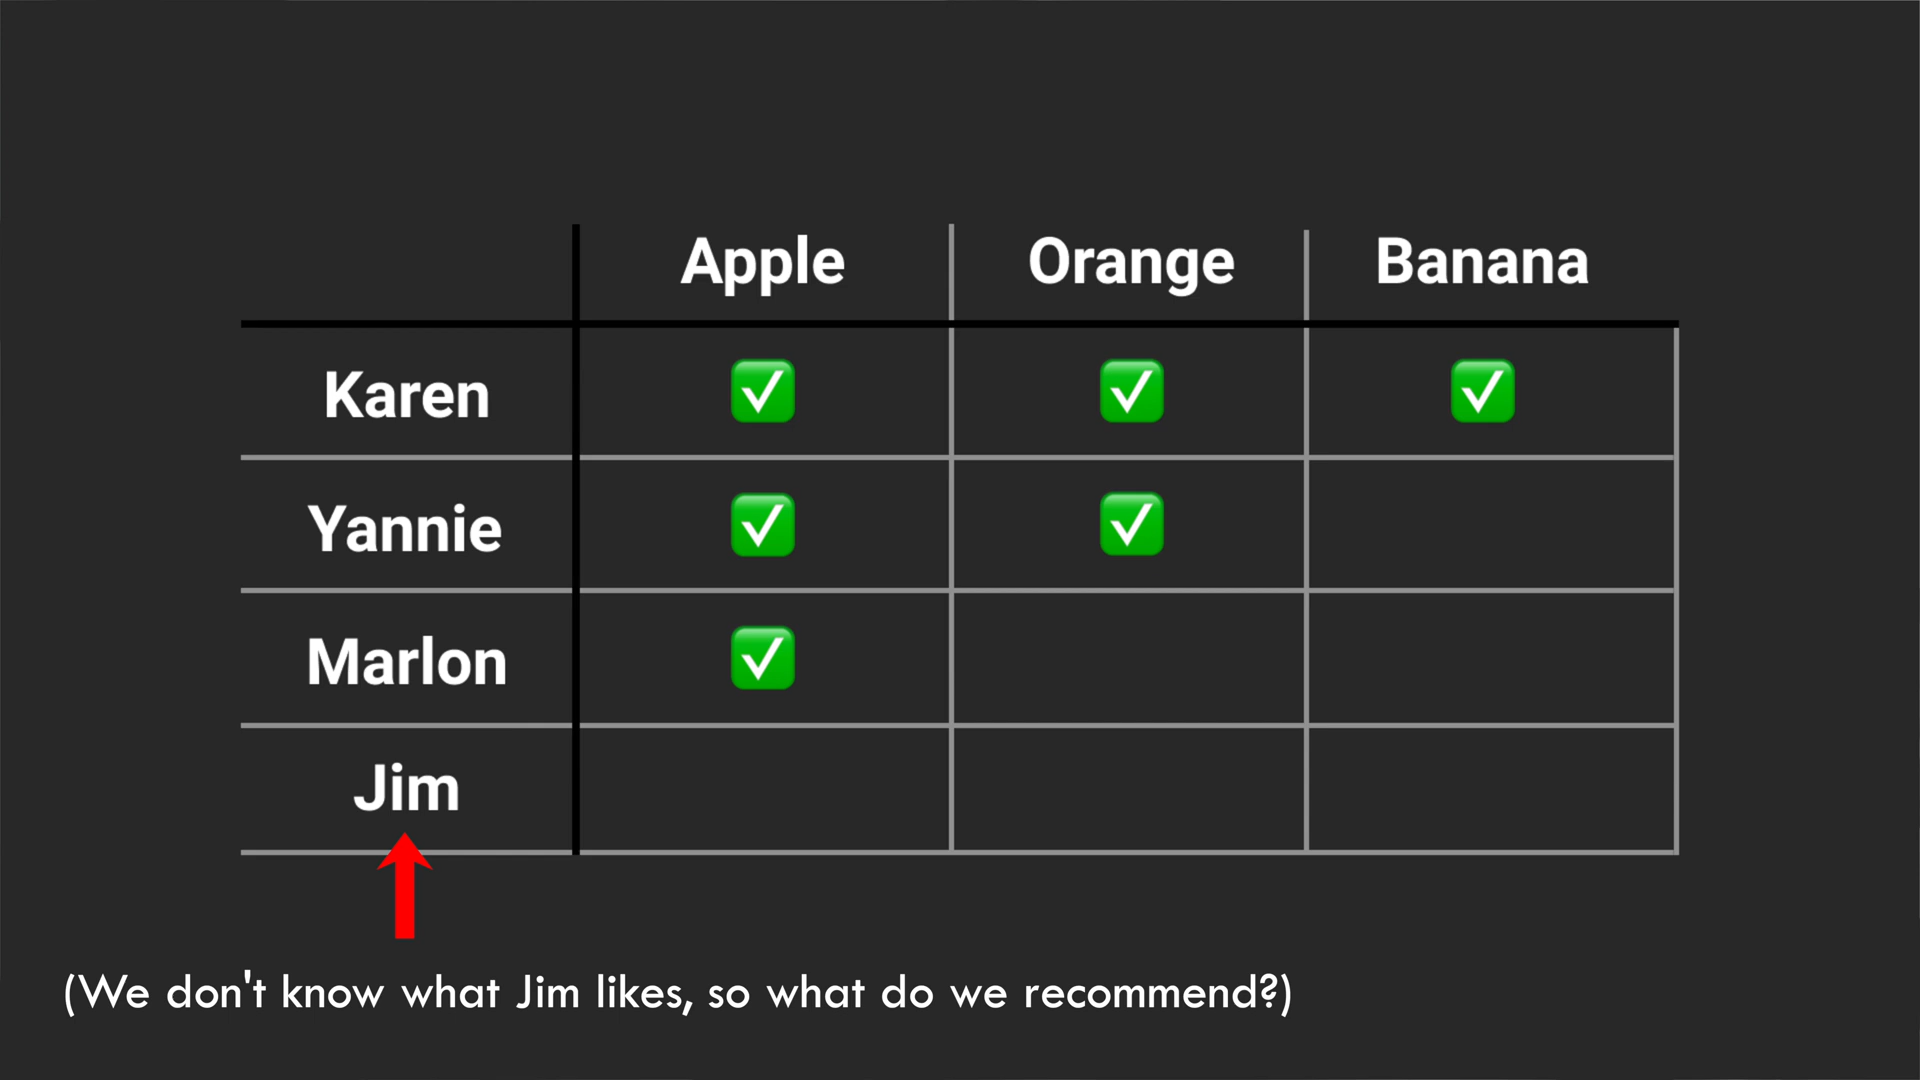 Apple Orange Banana
Karen ✅ ✅ ✅
Yannie ✅ ✅
Marlon ✅
Jim
(We don't know what Jim likes, so what do we recommend?)